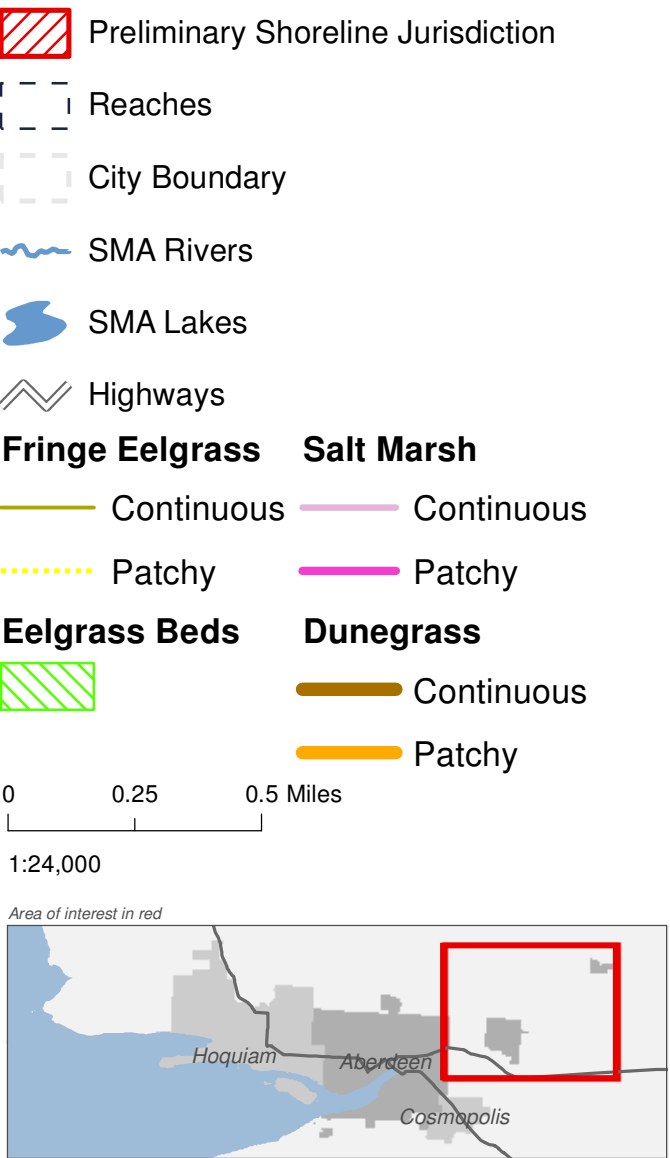 Preliminary Shoreline Jurisdiction
Reaches
City Boundary
SMA Rivers
SMA Lakes
Highways
Fringe Eelgrass
Continuous
Patchy
Salt Marsh
Continuous
Patchy
Eelgrass Beds
Dunegrass
Continuous
Patchy
0 0.25 0.5 Miles
1:24,000
Area of interest in red
Hoquiam
Aberdeen
Cosmopolis